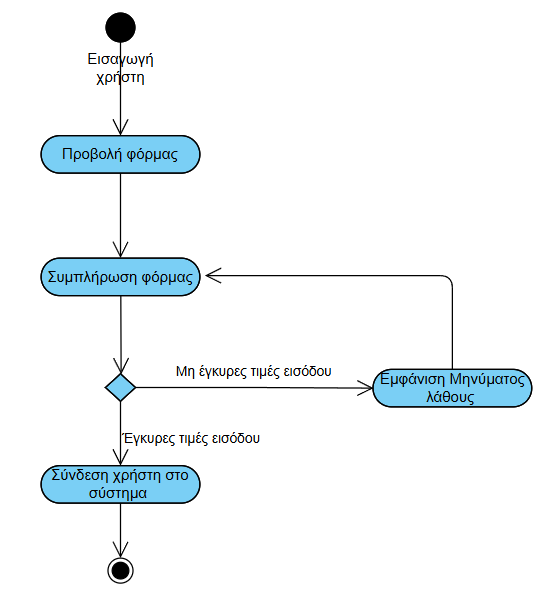 Εισαγωγή
χρήστη
Προβολή φόρμας
Συμπλήρωση φόρμας
Μη έγκυρες τιμές εισόδου
Εμφάνιση Μηνύματος
λάθους
Έγκυρες τιμές εισόδου
Σύνδεση χρήστη στο
σύστημα